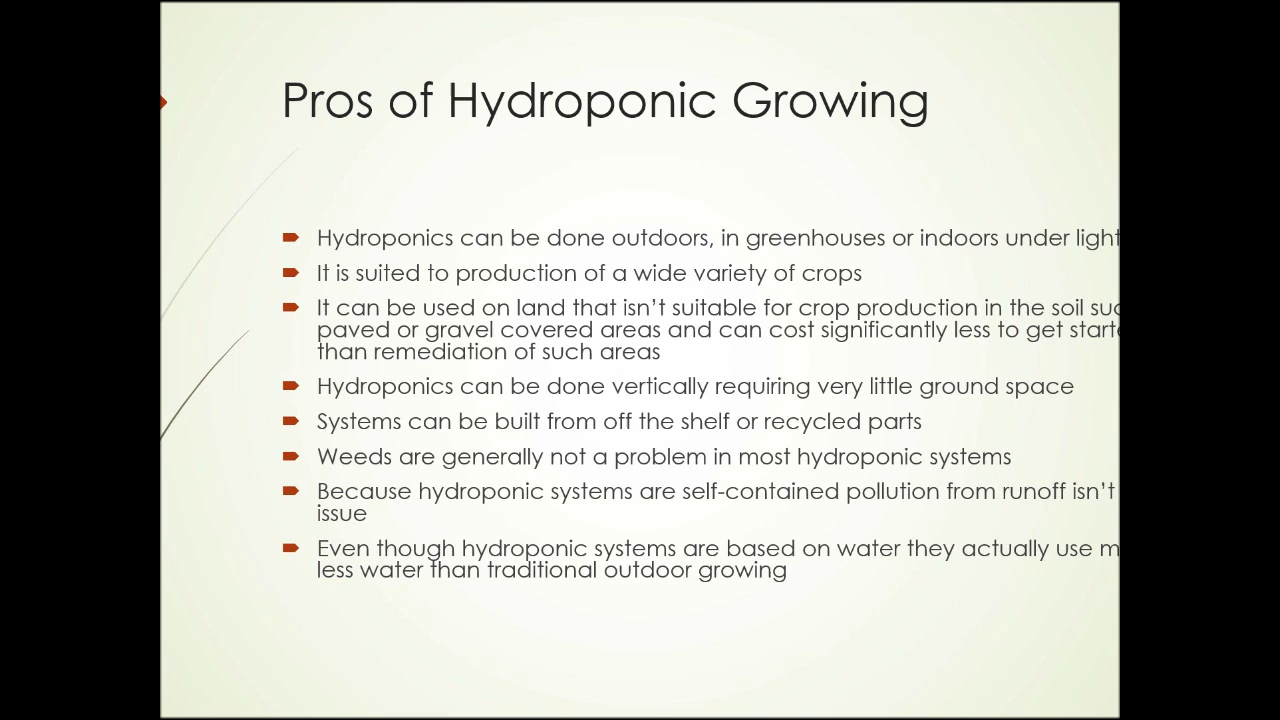 Pros of Hydroponic Growing
Hydroponics can be done outdoors, in greenhouses or indoors under light
It is suited to production of a wide variety of crops
It can be used on land that isn't suitable for crop production in the soil
paved or gravel covered areas and can cost significantly less to get
than remediation of such areas
Hydroponics can be done vertically requiring very little ground space
Systems can be built from off the shelf or recycled parts
Weeds are generally not a problem in most hydroponic systems
Because hydroponic systems are self-contained pollution from runoff isn't
issue
Even though hydroponic systems are based on water they actually use
less water than traditional outdoor growing